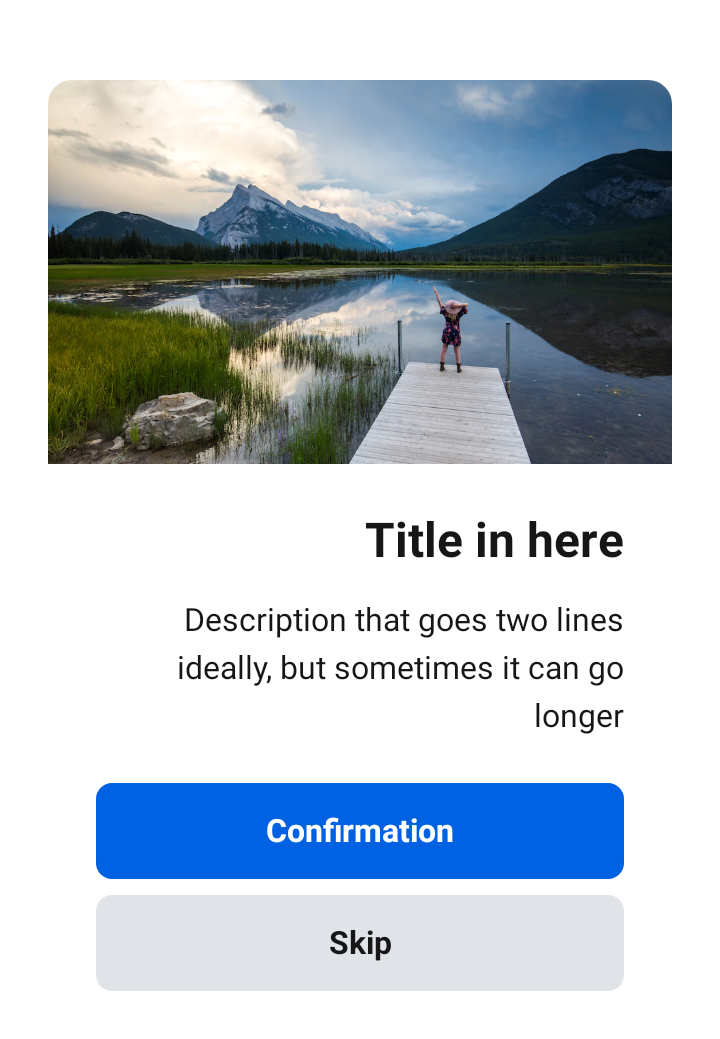 Title in here
Description that goes two lines
ideally, but sometimes it can go
longer
Confirmation
Skip